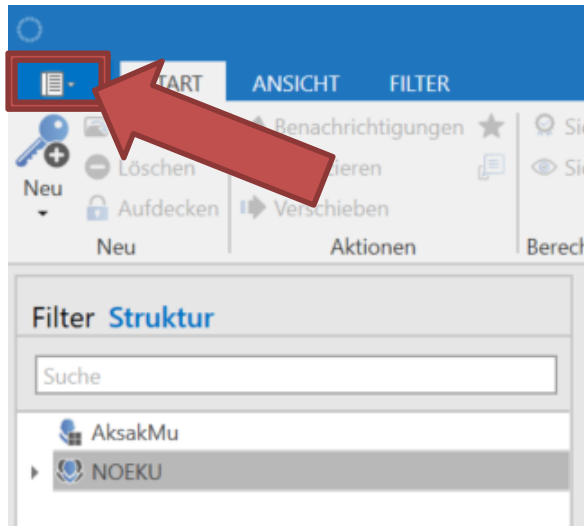 START ANSICHT FILTER
Benachrichtigungen
Löschen
Neu
Aufdecken Verschieben
Neu Aktionen
Filter Struktur
Suche
AksakMu
NOEKU